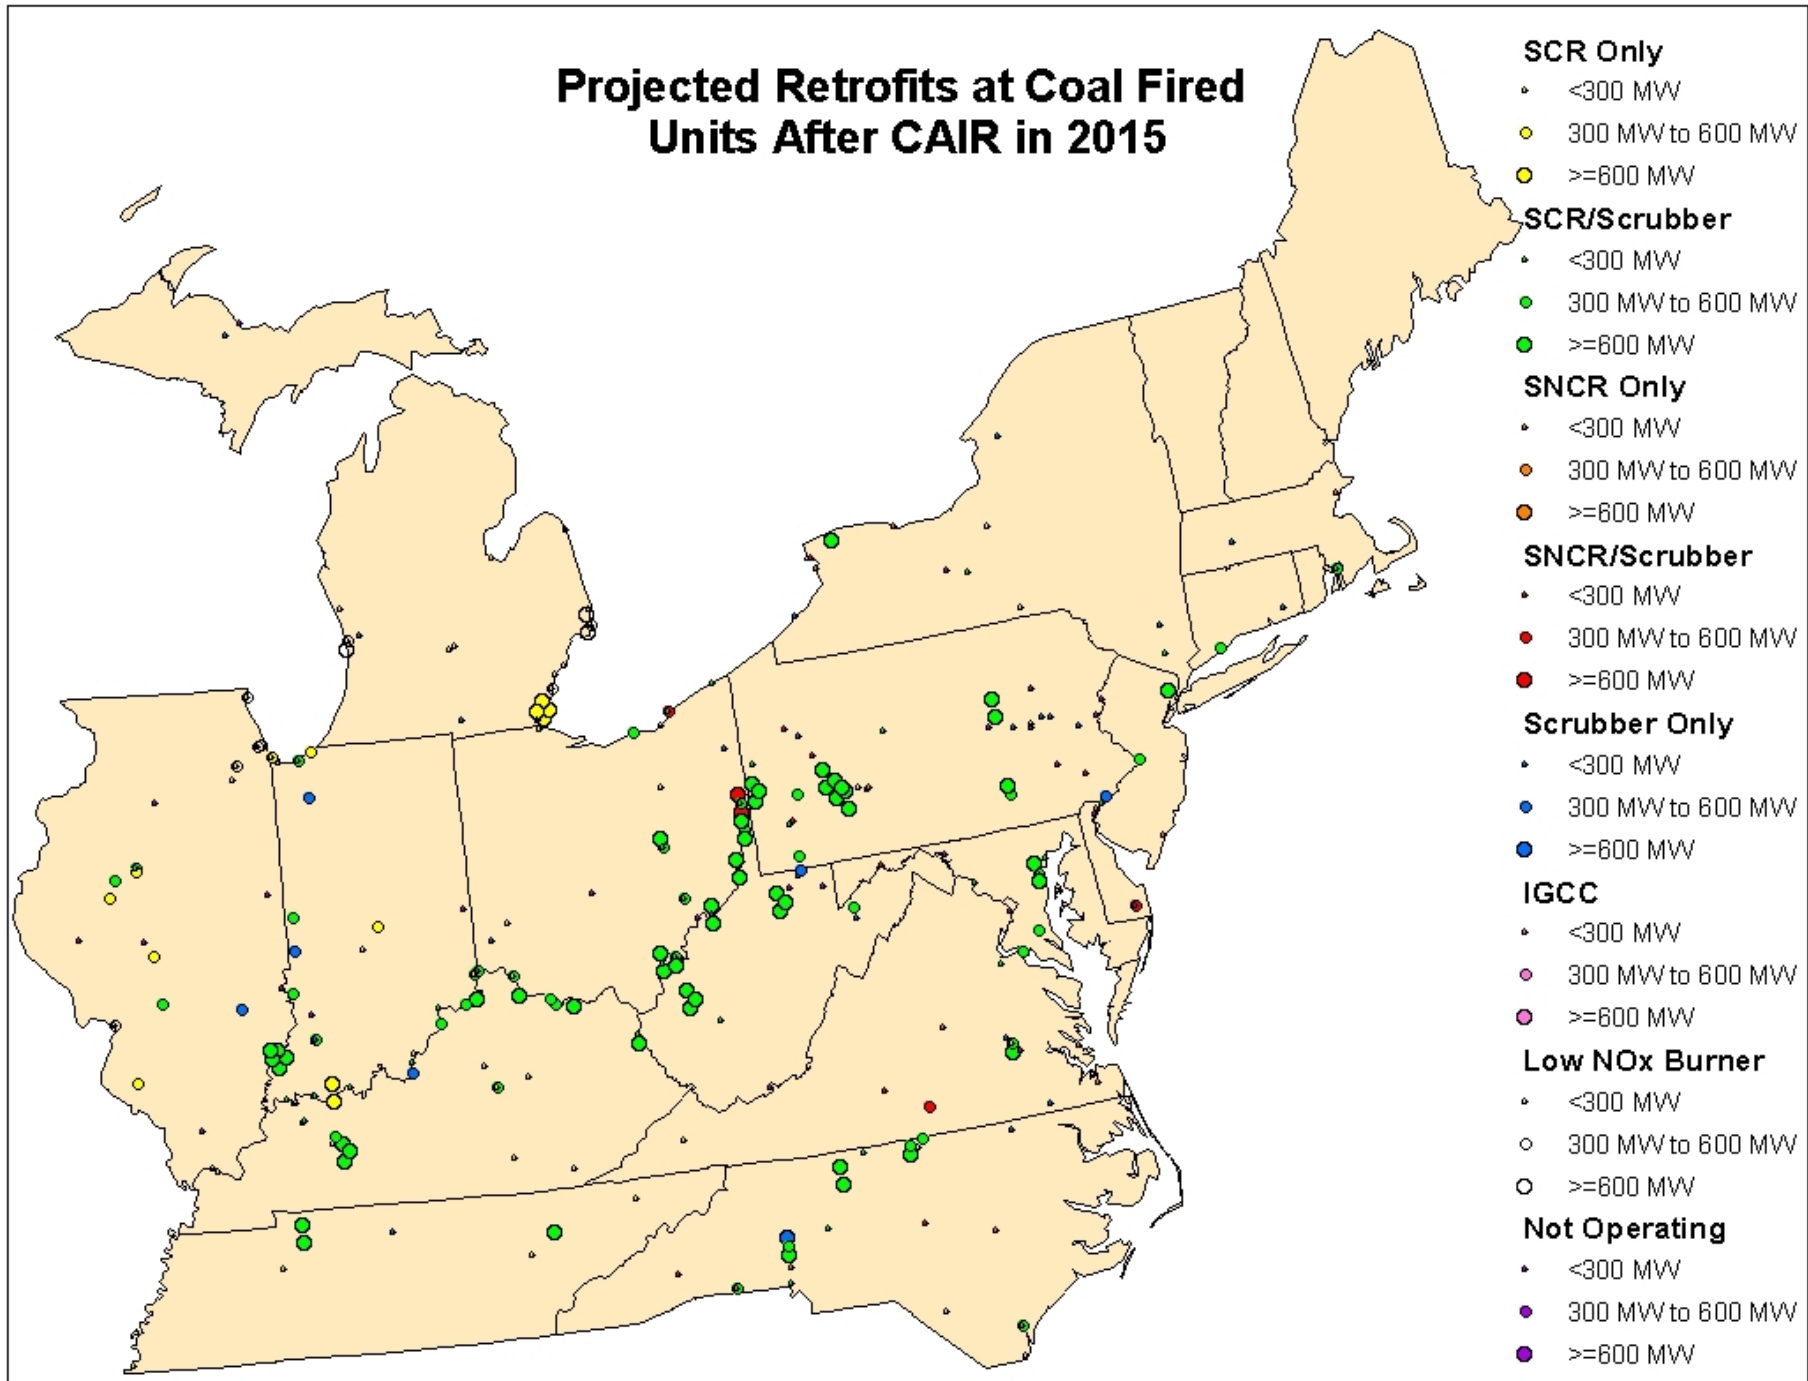 Projected Retrofits at Coal Fired
Units After CAIR in 2015
SCR Only
<300 MW
300 MW to 600 MW
>=600 MW
SCR/Scrubber
<300 MW
300 MW to 600 MW
>=600 MW
SNCR Only
<300 MW
300 MW to 600 MW
>=600 MW
SNCR/Scrubber
<300 MW
300 MW to 600 MW
>=600 MW
Scrubber Only
<300 MW
300 MW to 600 MW
>=600 MW
IGCC
<300 MW
300 MW to 600 MW
>=600 MW
Low NOx Burner
<300 MW
300 MW to 600 MW
>=600 MW
Not Operating
<300 MW
300 MW to 600 MW
>=600 MW